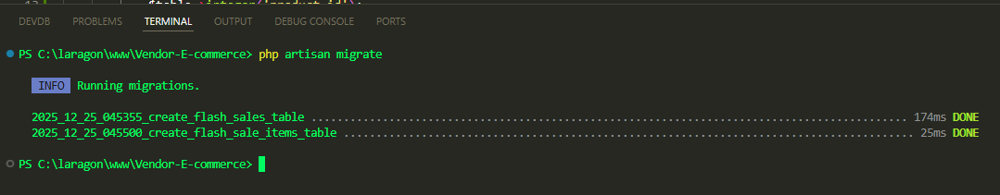 $table->integer('product_id');
DEVDB PROBLEMS TERMINAL OUTPUT DEBUG CONSOLE PORTS
PS C:\laragon\www\Vendor-E-commerce> php artisan migrate
INFO Running migrations.
2025_12_25_045355_create_flash_sales_table ............................................................................................ 174ms DONE
2025_12_25_045500_create_flash_sale_items_table ........................................................................................ 25ms DONE
PS C:\laragon\www\Vendor-E-commerce>